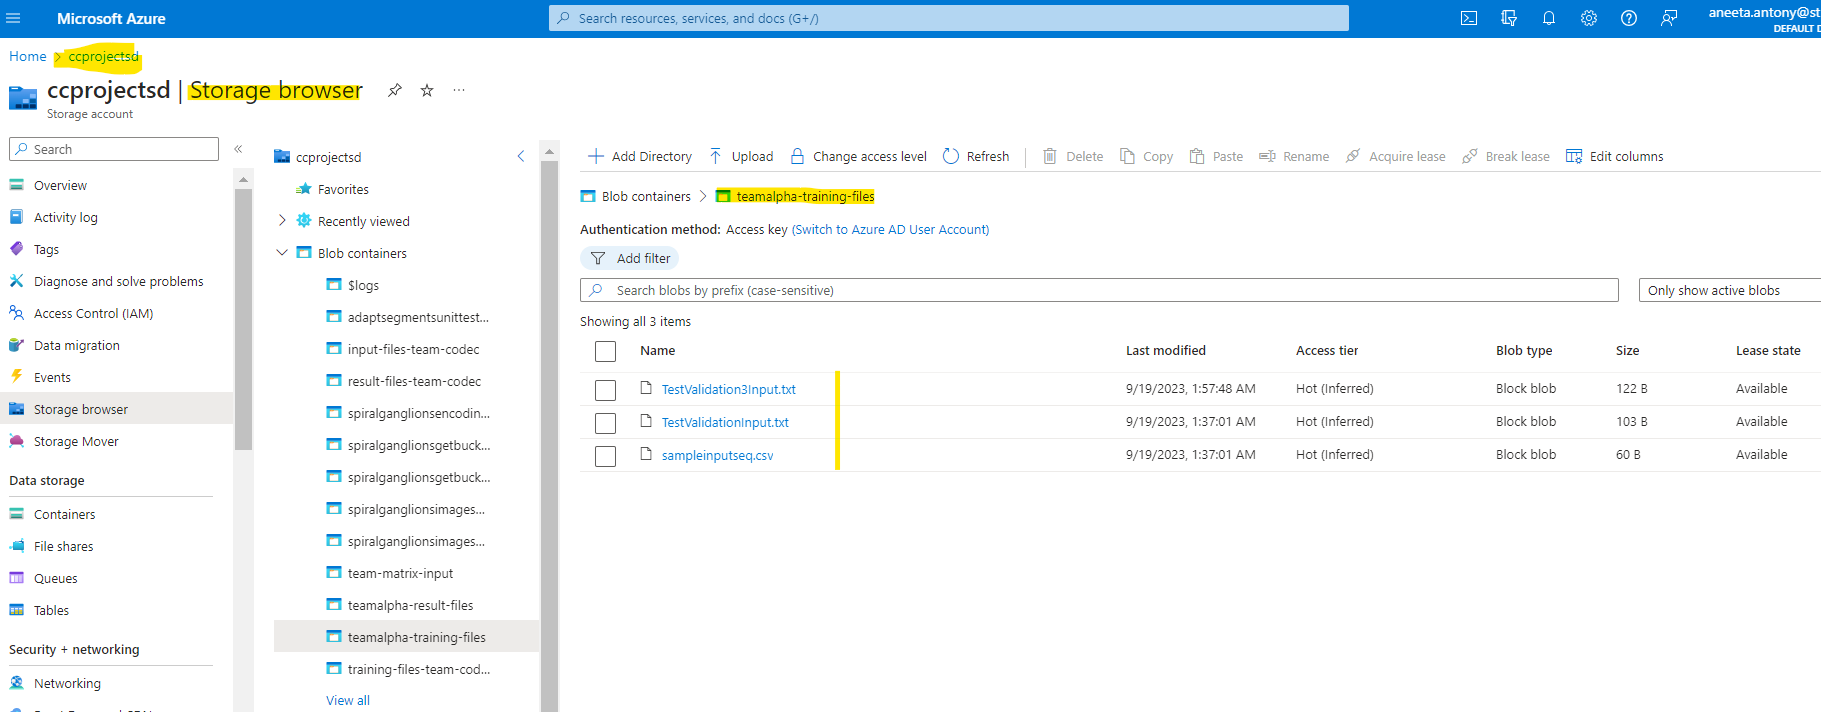 Microsoft Azure
Search resources, services, and docs (G+/)
aneeta.antony@st
DEFAULT D
Home > ccprojectsd
ccprojectsd | Storage browser
Storage account
Search
Overview
Activity log
Tags
Diagnose and solve problems
Access Control (IAM)
Data migration
Events
Storage browser
Storage Mover
Data storage
Containers
File shares
Queues
Tables
Security + networking
Networking
ccprojectsd
Favorites
Recently viewed
Blob containers
$logs
adaptsegmentsunittest...
input-files-team-codec
result-files-team-codec
spiralganglionsencodin...
spiralganglionsgetbuck...
spiralganglionsgetbuck...
spiralganglionsimages...
spiralganglionsimages...
team-matrix-input
teamalpha-result-files
teamalpha-training-files
training-files-team-cod...
View all
Add Directory Upload Change access level Refresh Delete Copy Paste Rename Acquire lease Break lease Edit columns
Blob containers > teamalpha-training-files
Authentication method: Access key (Switch to Azure AD User Account)
Add filter
Search blobs by prefix (case-sensitive) Only show active blobs
Showing all 3 items
Name Last modified Access tier Blob type Size Lease state
TestValidation3Input.txt 9/19/2023, 1:57:48 AM Hot (Inferred) Block blob 122 B Available
TestValidationInput.txt 9/19/2023, 1:37:01 AM Hot (Inferred) Block blob 103 B Available
sampleinputseq.csv 9/19/2023, 1:37:01 AM Hot (Inferred) Block blob 60 B Available